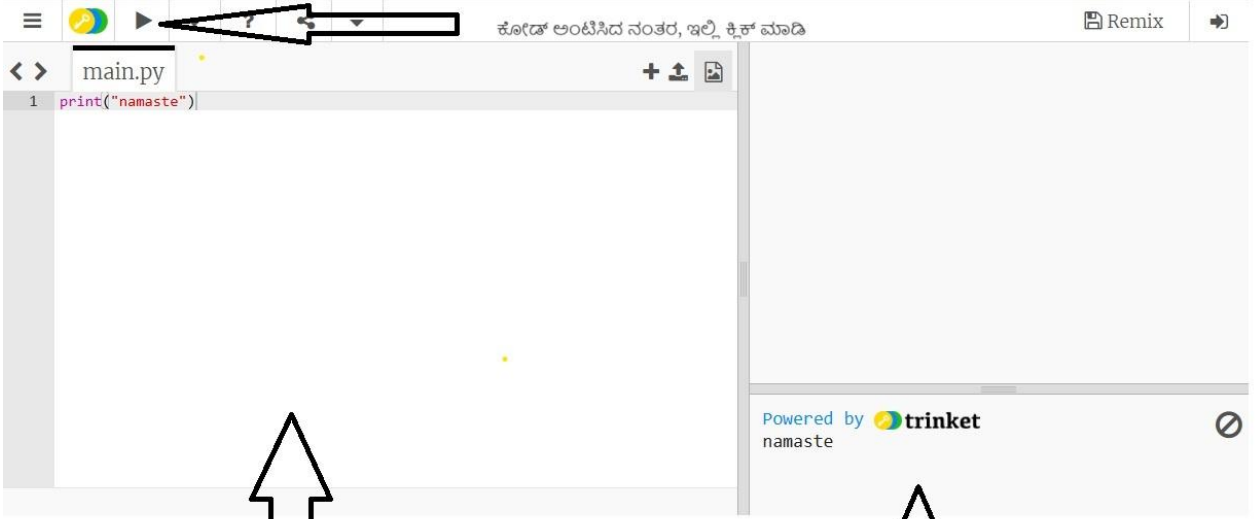 ಕೋಡ್ ಅಂಟಿಸಿದ ನಂತರ, ಇಲ್ಲಿ ಕ್ಲಿಕ್ ಮಾಡಿ
Remix
main.py
1 print("namaste")
Powered by trinket
namaste